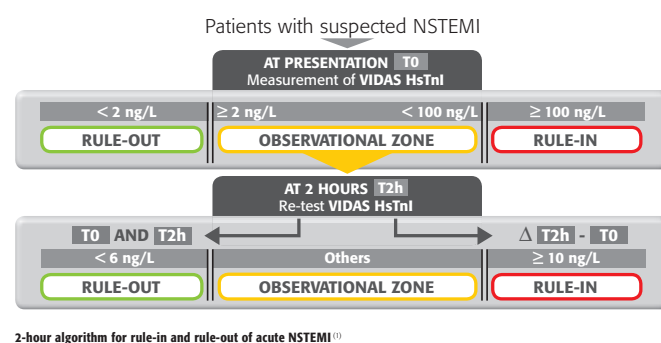 Patients with suspected NSTEMI
AT PRESENTATION T0
Measurement of VIDAS HsTnI
< 2 ng/L ≥ 2 ng/L < 100 ng/L ≥ 100 ng/L
RULE-OUT OBSERVATIONAL ZONE RULE-IN
AT 2 HOURS T2h
Re-test VIDAS HsTnI
T0 AND T2h Δ T2h - T0
< 6 ng/L Others ≥ 10 ng/L
RULE-OUT OBSERVATIONAL ZONE RULE-IN
2-hour algorithm for rule-in and rule-out of acute NSTEMI (1)